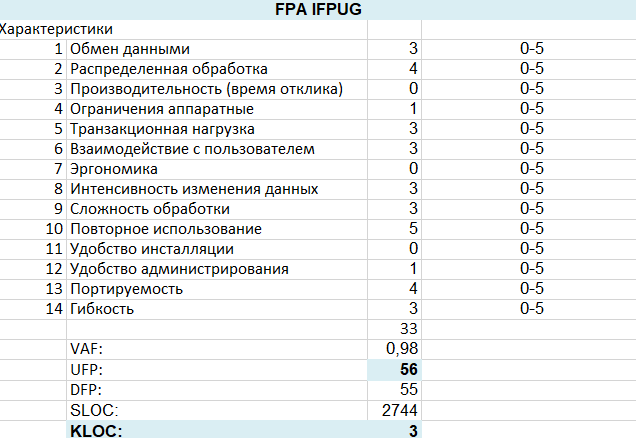 FPA IFPUG
Характеристики
1 Обмен данными 3 0-5
2 Распределенная обработка 4 0-5
3 Производительность (время отклика) 0 0-5
4 Ограничения аппаратные 1 0-5
5 Транзакционная нагрузка 3 0-5
6 Взаимодействие с пользователем 3 0-5
7 Эргономика 0 0-5
8 Интенсивность изменения данных 3 0-5
9 Сложность обработки 3 0-5
10 Повторное использование 5 0-5
11 Удобство инсталляции 0 0-5
12 Удобство администрирования 1 0-5
13 Портируемость 4 0-5
14 Гибкость 3 0-5
33
VAF: 0,98
UFP: 56
DFP: 55
SLOC: 2744
KLOC: 3